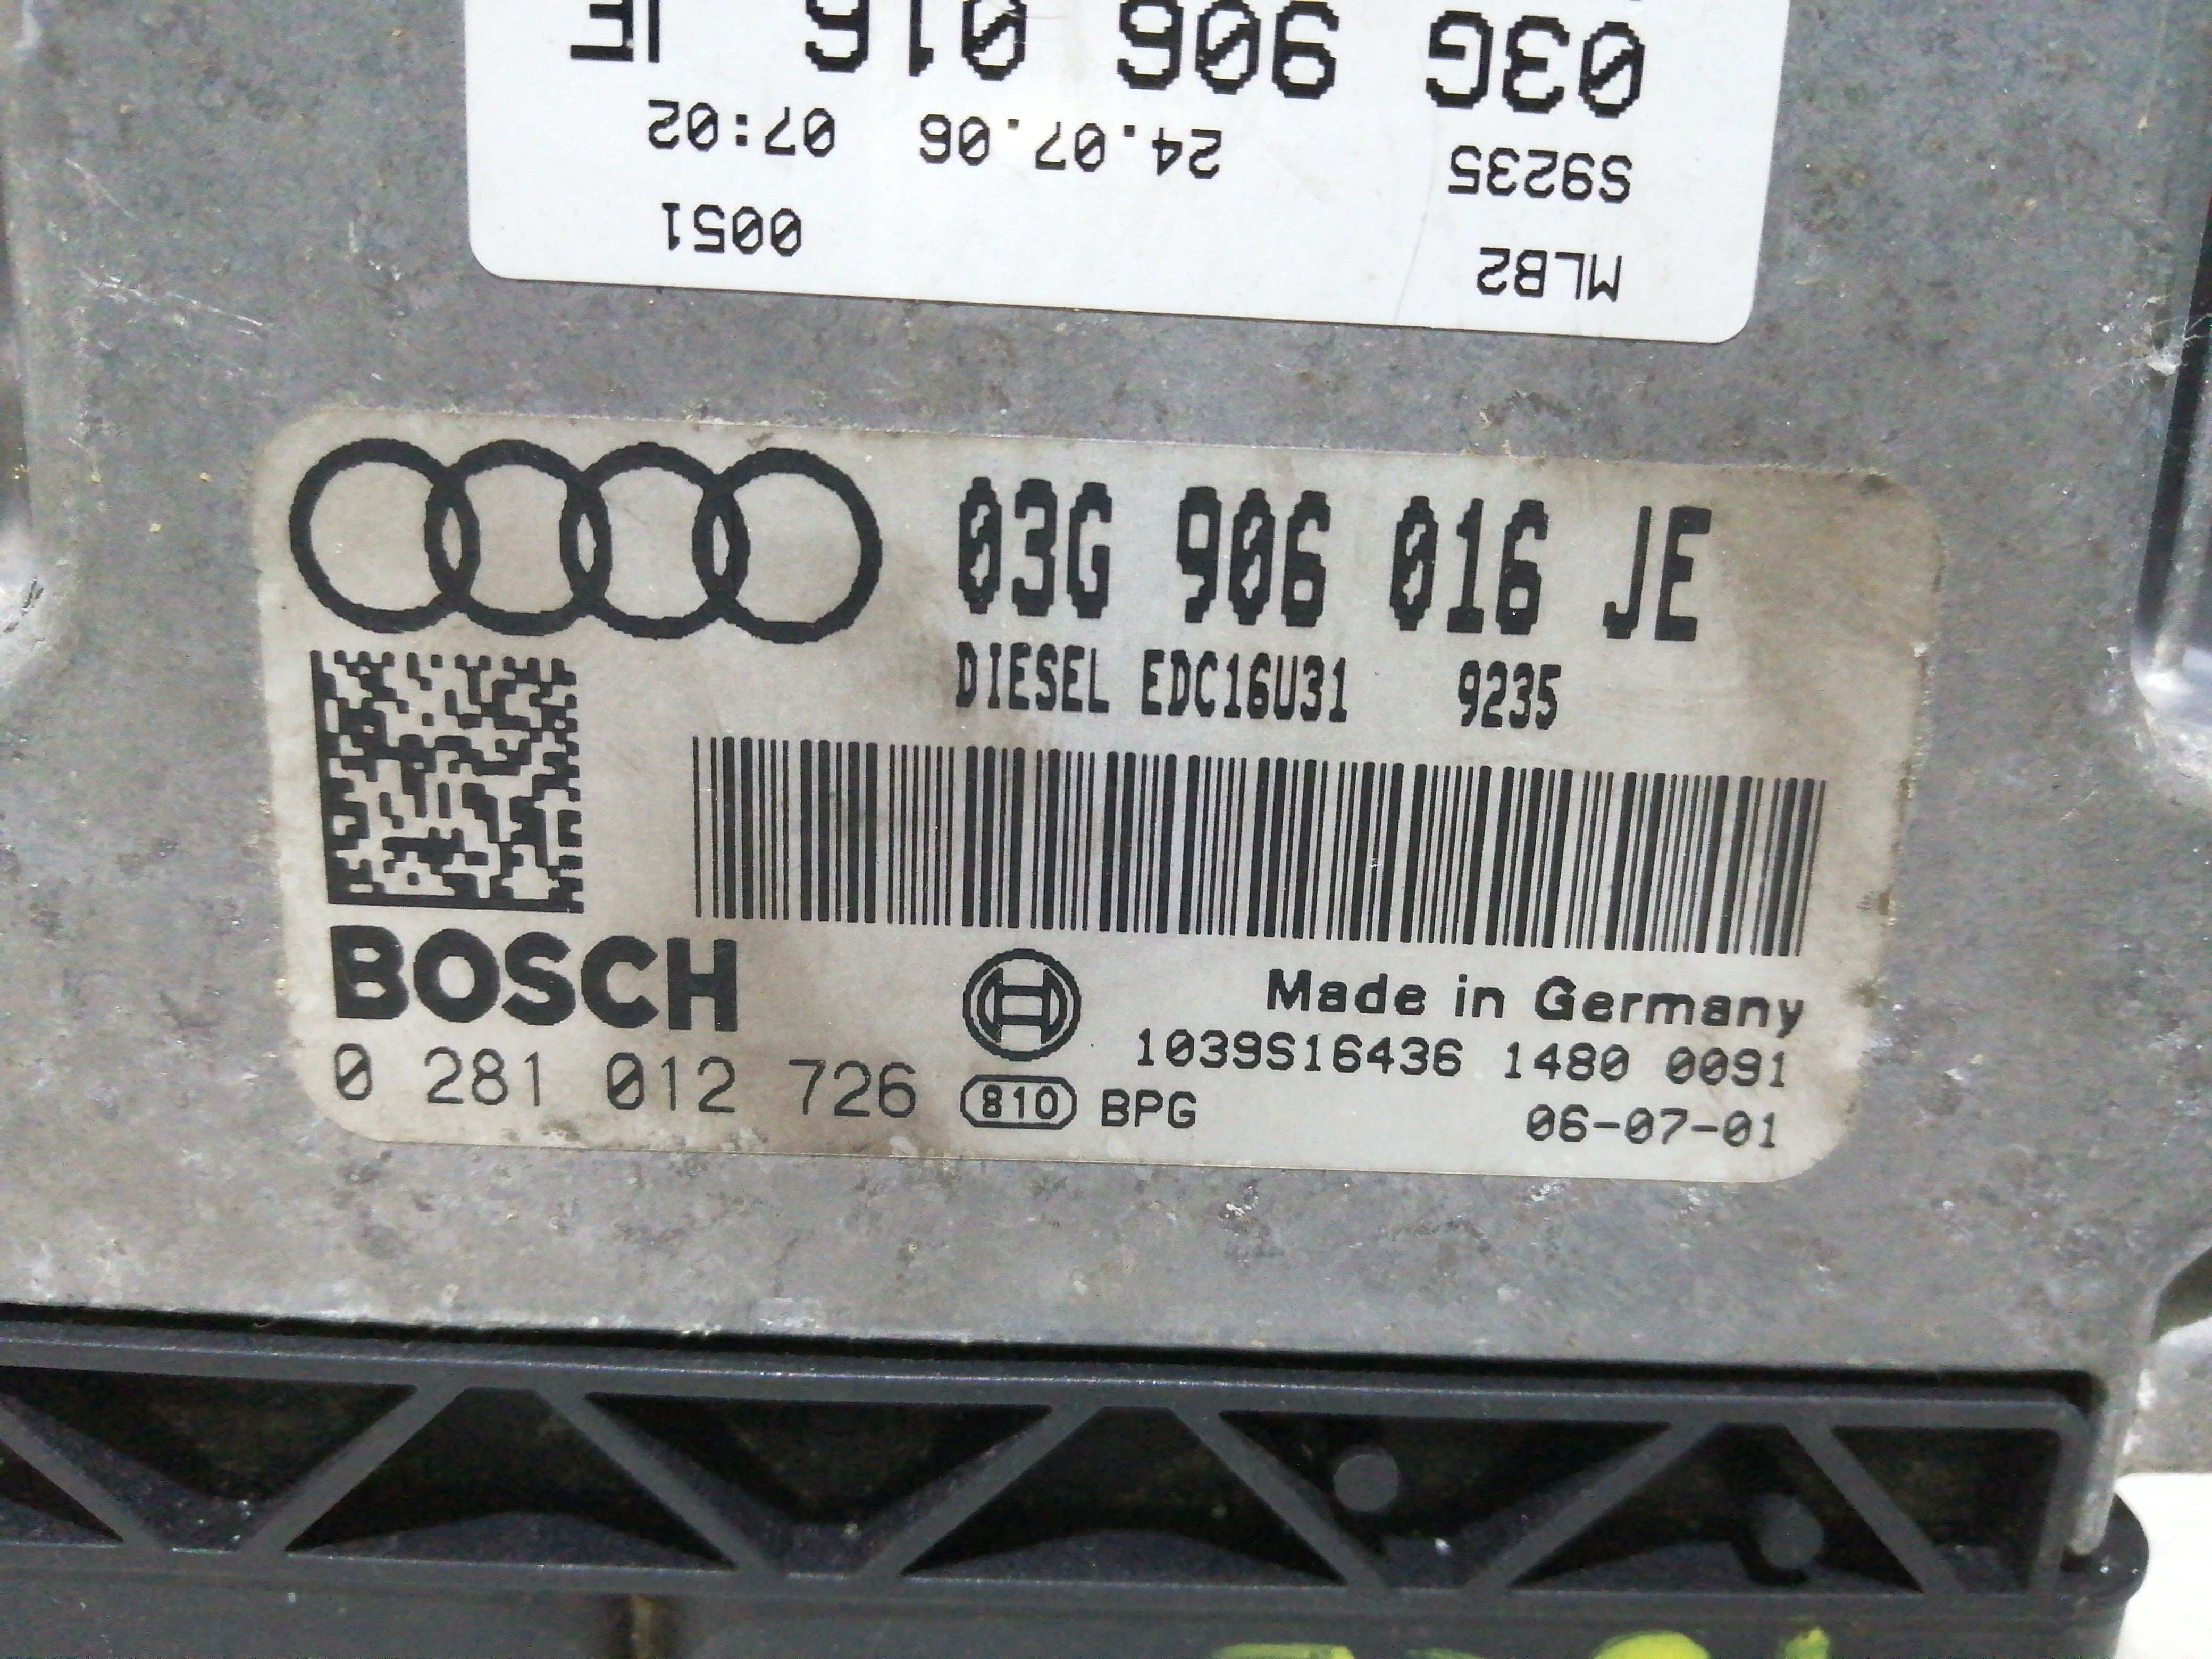 MLB2 0051
S9235 24.07.06 07:02
03G 906 016 JE
03G 906 016 JE
DIESEL EDC16U31 9235
BOSCH
Made in Germany
1039S16436 1480 0091
0 281 012 726 810 BPG 06-07-01